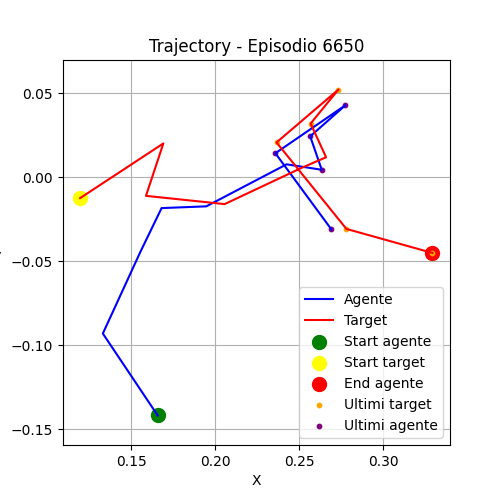 Trajectory - Episodio 6650
0.05
0.00
−0.05
−0.10
−0.15
0.15 0.20 0.25 0.30
X
Agente
Target
Start agente
Start target
End agente
Ultimi target
Ultimi agente